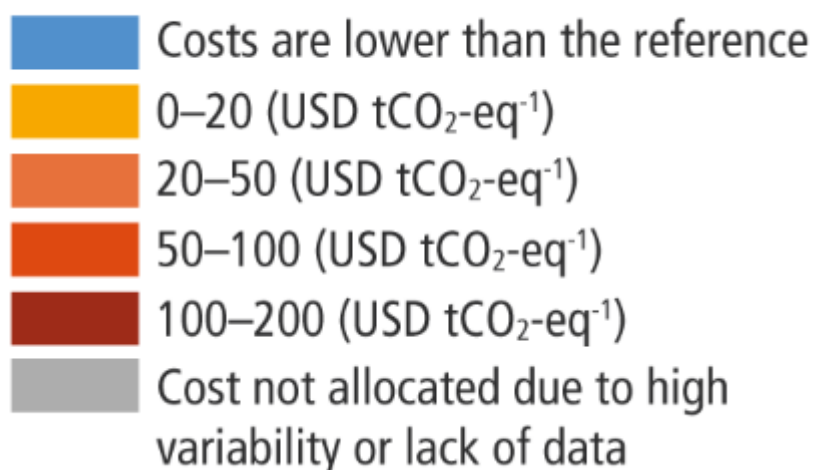 Costs are lower than the reference
0–20 (USD tCO₂-eq⁻¹)
20–50 (USD tCO₂-eq⁻¹)
50–100 (USD tCO₂-eq⁻¹)
100–200 (USD tCO₂-eq⁻¹)
Cost not allocated due to high
variability or lack of data